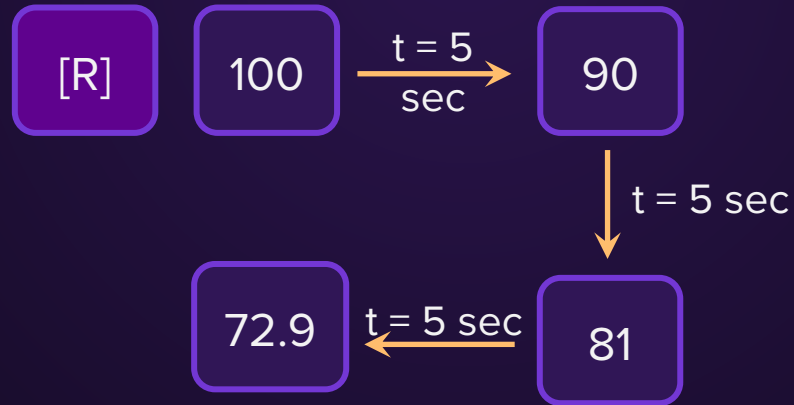 [R]
100
t = 5
sec
90
t = 5 sec
81
t = 5 sec
72.9